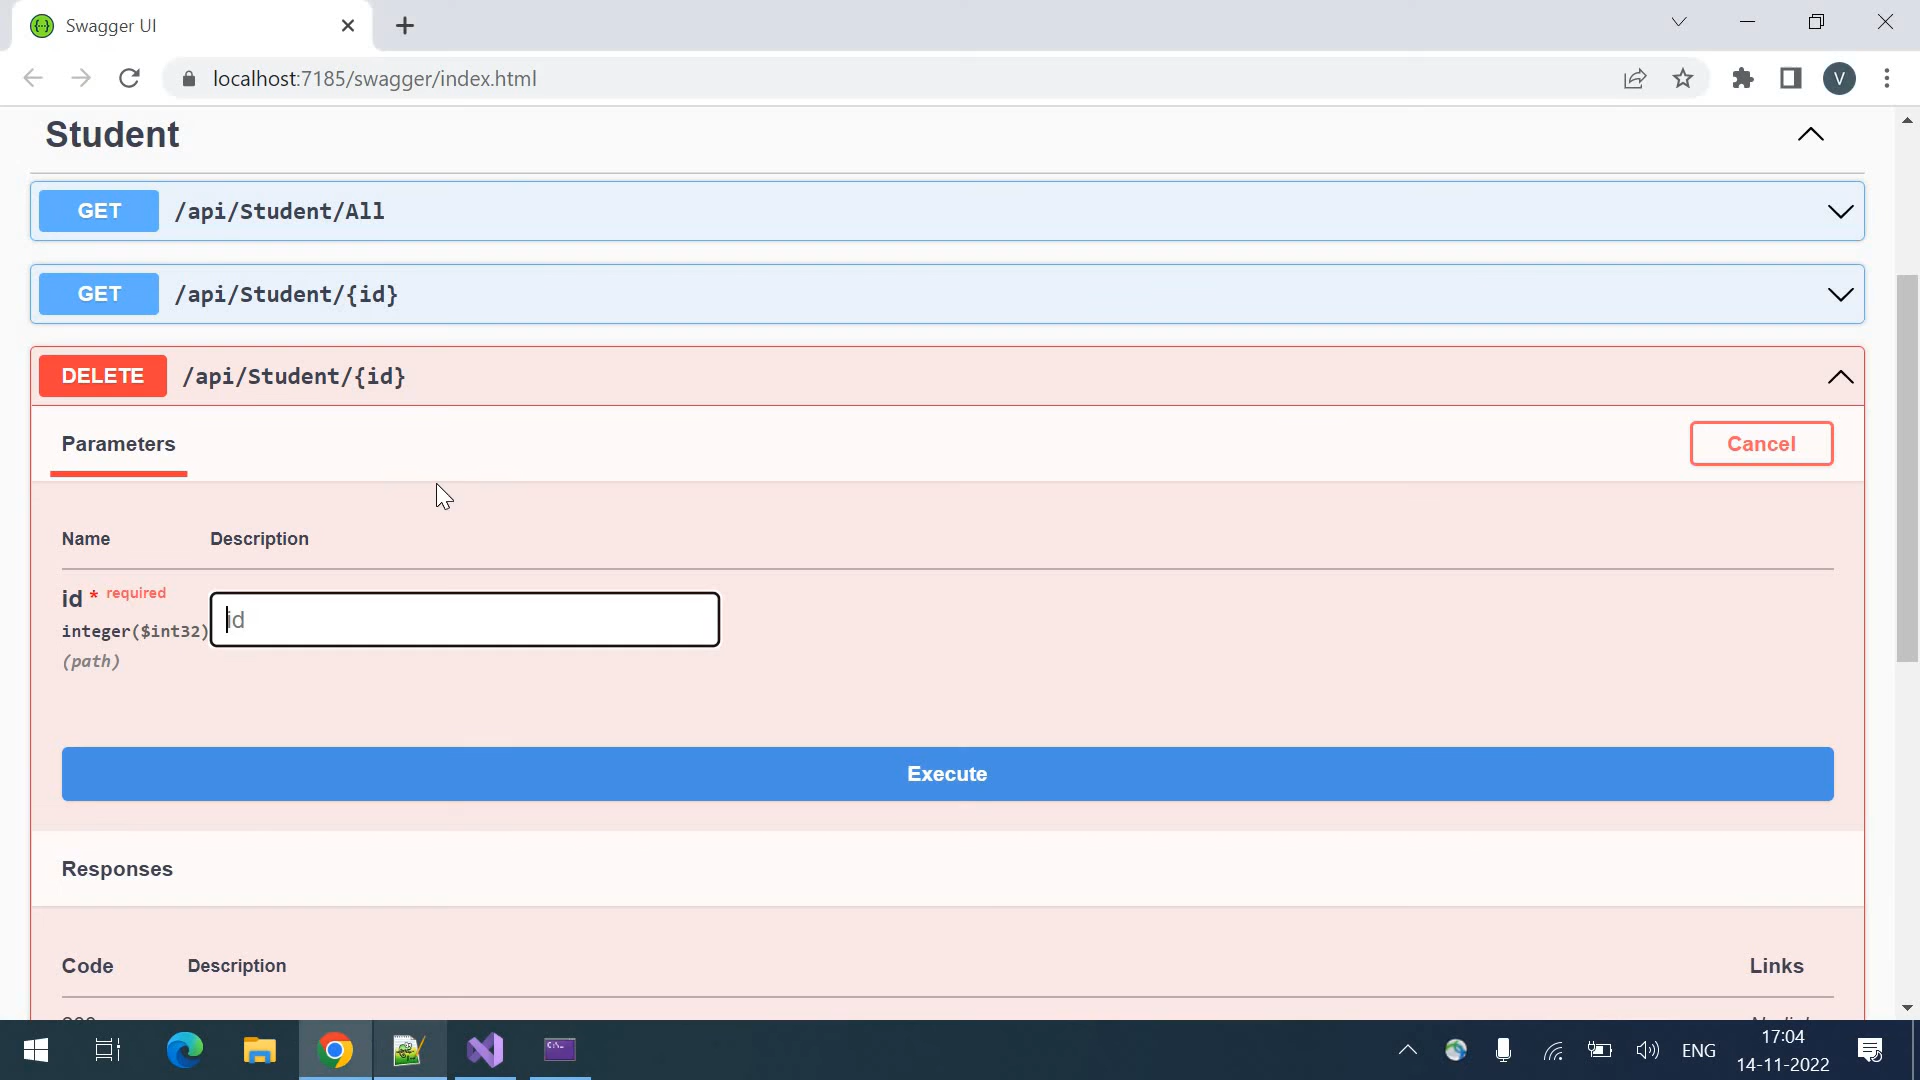 Swagger UI
localhost:7185/swagger/index.html
V
Student
GET /api/Student/All
GET /api/Student/{id}
DELETE /api/Student/{id}
Parameters
Cancel
Name Description
id * required
integer($int32)
(path)
id
Execute
Responses
Code Description Links
ENG
17:04
14-11-2022